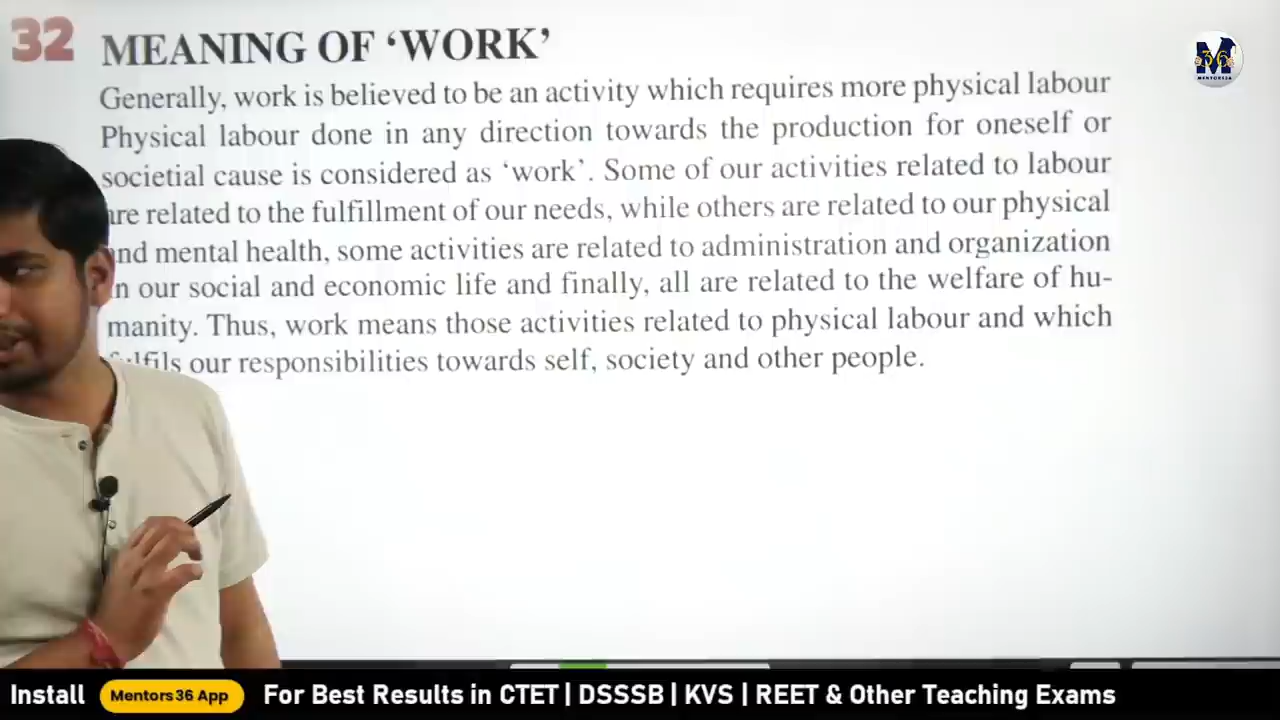 32
MEANING OF ‘WORK’
Generally, work is believed to be an activity which requires more physical labour
Physical labour done in any direction towards the production for oneself or
societial cause is considered as ‘work’. Some of our activities related to labour
are related to the fulfillment of our needs, while others are related to our physical
and mental health, some activities are related to administration and organization
in our social and economic life and finally, all are related to the welfare of hu-
manity. Thus, work means those activities related to physical labour and which
fulfils our responsibilities towards self, society and other people.
M
36
MENTORS36
Install Mentors36 App For Best Results in CTET | DSSSB | KVS | REET & Other Teaching Exams